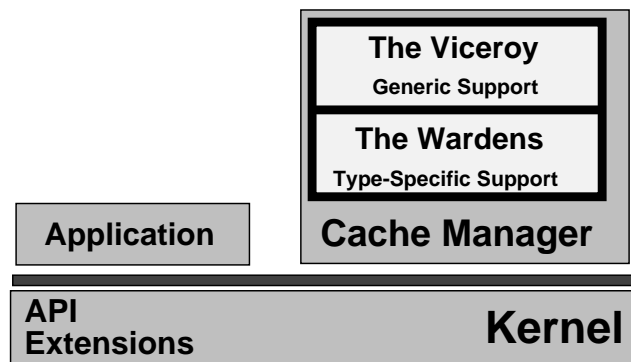 The Viceroy
Generic Support
The Wardens
Type-Specific Support
Application
Cache Manager
API
Extensions
Kernel